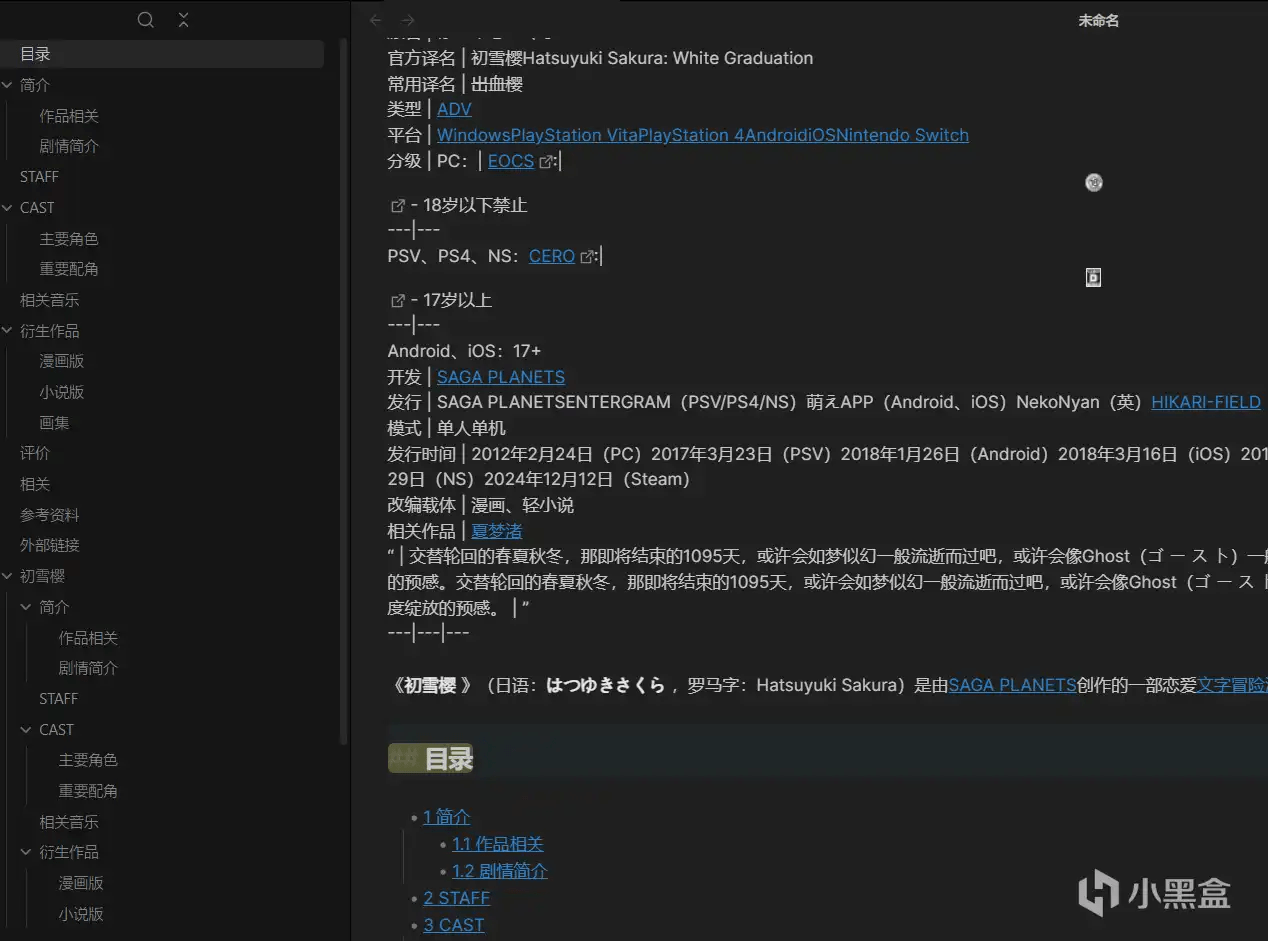 目录
简介
作品相关
剧情简介
STAFF
CAST
主要角色
重要配角
相关音乐
衍生作品
漫画版
小说版
画集
评价
相关
参考资料
外部链接
初雪樱
简介
作品相关
剧情简介
STAFF
CAST
主要角色
重要配角
相关音乐
衍生作品
漫画版
小说版
未命名
官方译名 | 初雪樱Hatsuyuki Sakura: White Graduation
常用译名 | 出血樱
类型 | ADV
平台 | WindowsPlayStation VitaPlayStation 4AndroidiOSNintendo Switch
分级 | PC： | EOCS :|
- 18岁以下禁止
---|---
PSV、PS4、NS：CERO :|
- 17岁以上
---|---
Android、iOS：17+
开发 | SAGA PLANETS
发行 | SAGA PLANETSENTERGRAM（PSV/PS4/NS）萌えAPP（Android、iOS）NekoNyan（英）HIKARI-FIELD
模式 | 单人单机
发行时间 | 2012年2月24日（PC）2017年3月23日（PSV）2018年1月26日（Android）2018年3月16日（iOS）201
29日（NS）2024年12月12日（Steam）
改编载体 | 漫画、轻小说
相关作品 | 夏梦渚
“ | 交替轮回的春夏秋冬，那即将结束的1095天，或许会如梦似幻一般流逝而过吧，或许会像Ghost（ゴ ー ス ト）一般
的预感。交替轮回的春夏秋冬，那即将结束的1095天，或许会如梦似幻一般流逝而过吧，或许会像Ghost（ゴ ー ス ト
度绽放的预感。 | ”
---|---|---
《初雪樱 》（日语：はつゆきさくら ，罗马字：Hatsuyuki Sakura）是由SAGA PLANETS创作的一部恋爱文字冒险
## 目录
1 简介
1.1 作品相关
1.2 剧情简介
2 STAFF
3 CAST
小黑盒